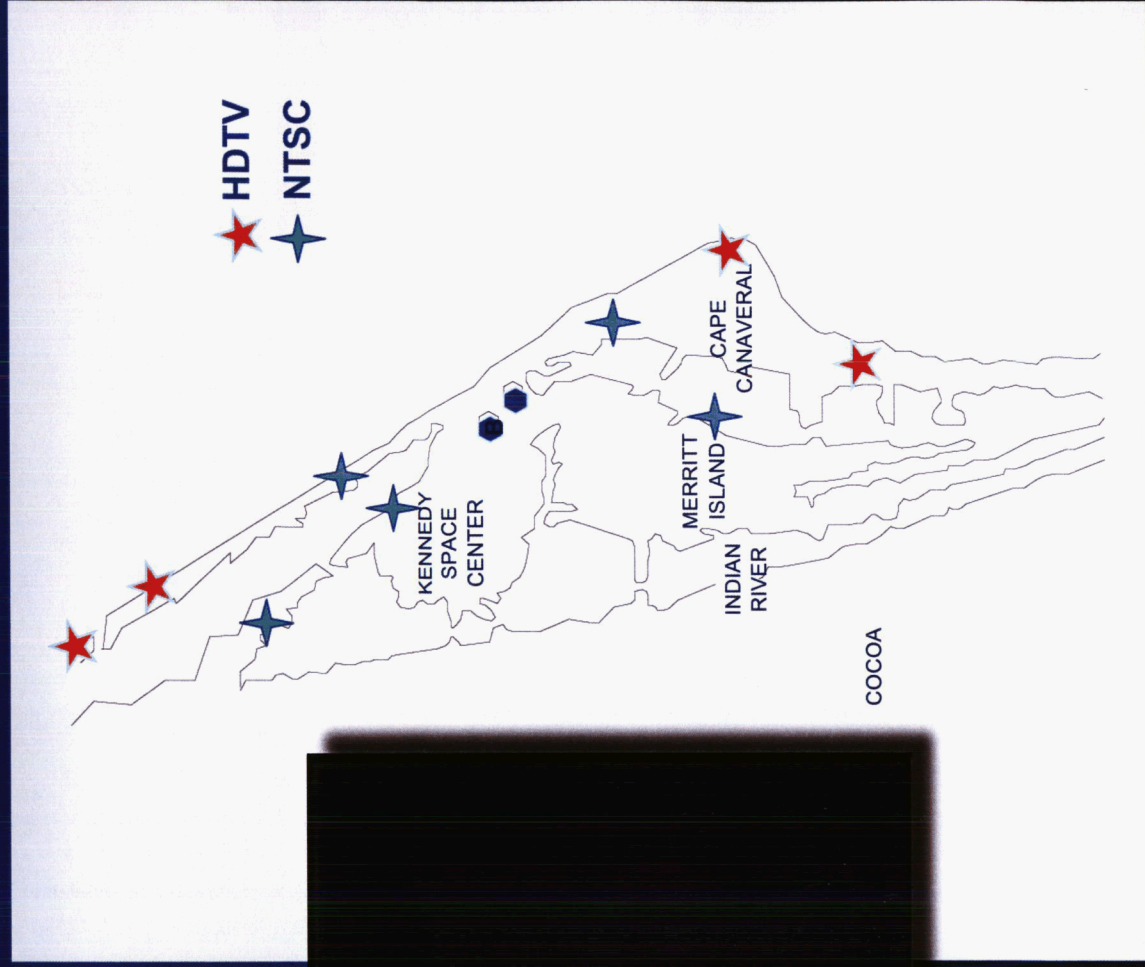 HDTV
NTSC
CAPE
CANAVERAL
MERRITT
ISLAND
KENNEDY
SPACE
CENTER
INDIAN
RIVER
COCOA